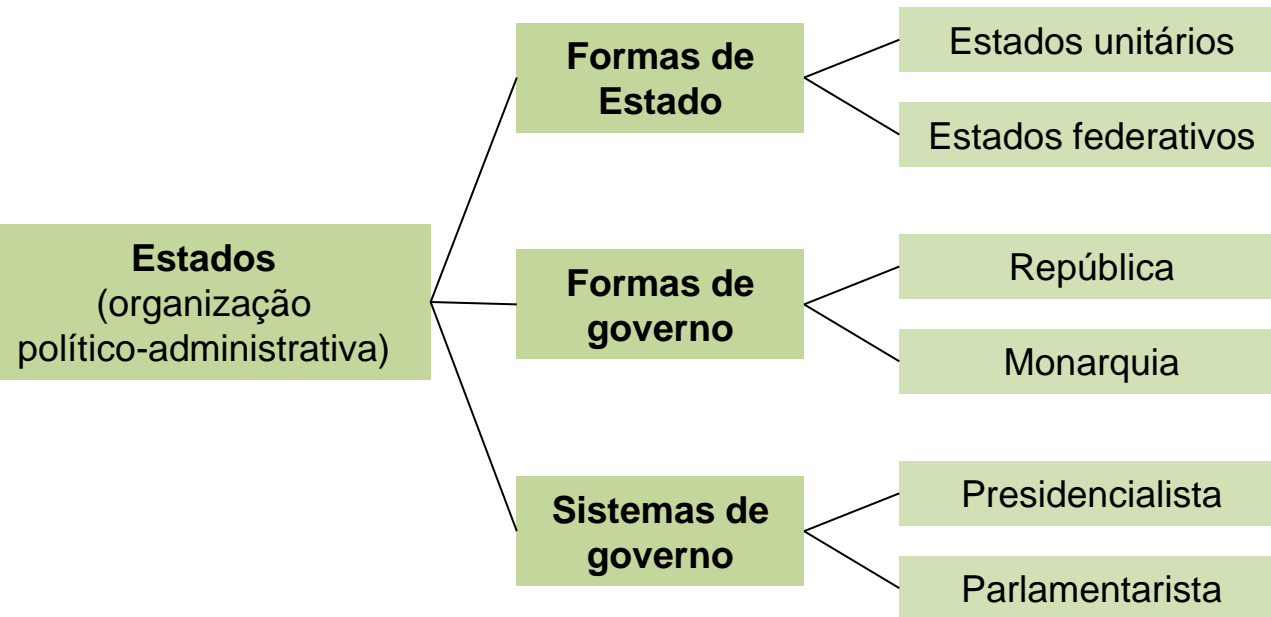 Estados
(organização
político-administrativa)
Formas de
Estado
Estados unitários
Estados federativos
Formas de
governo
República
Monarquia
Sistemas de
governo
Presidencialista
Parlamentarista